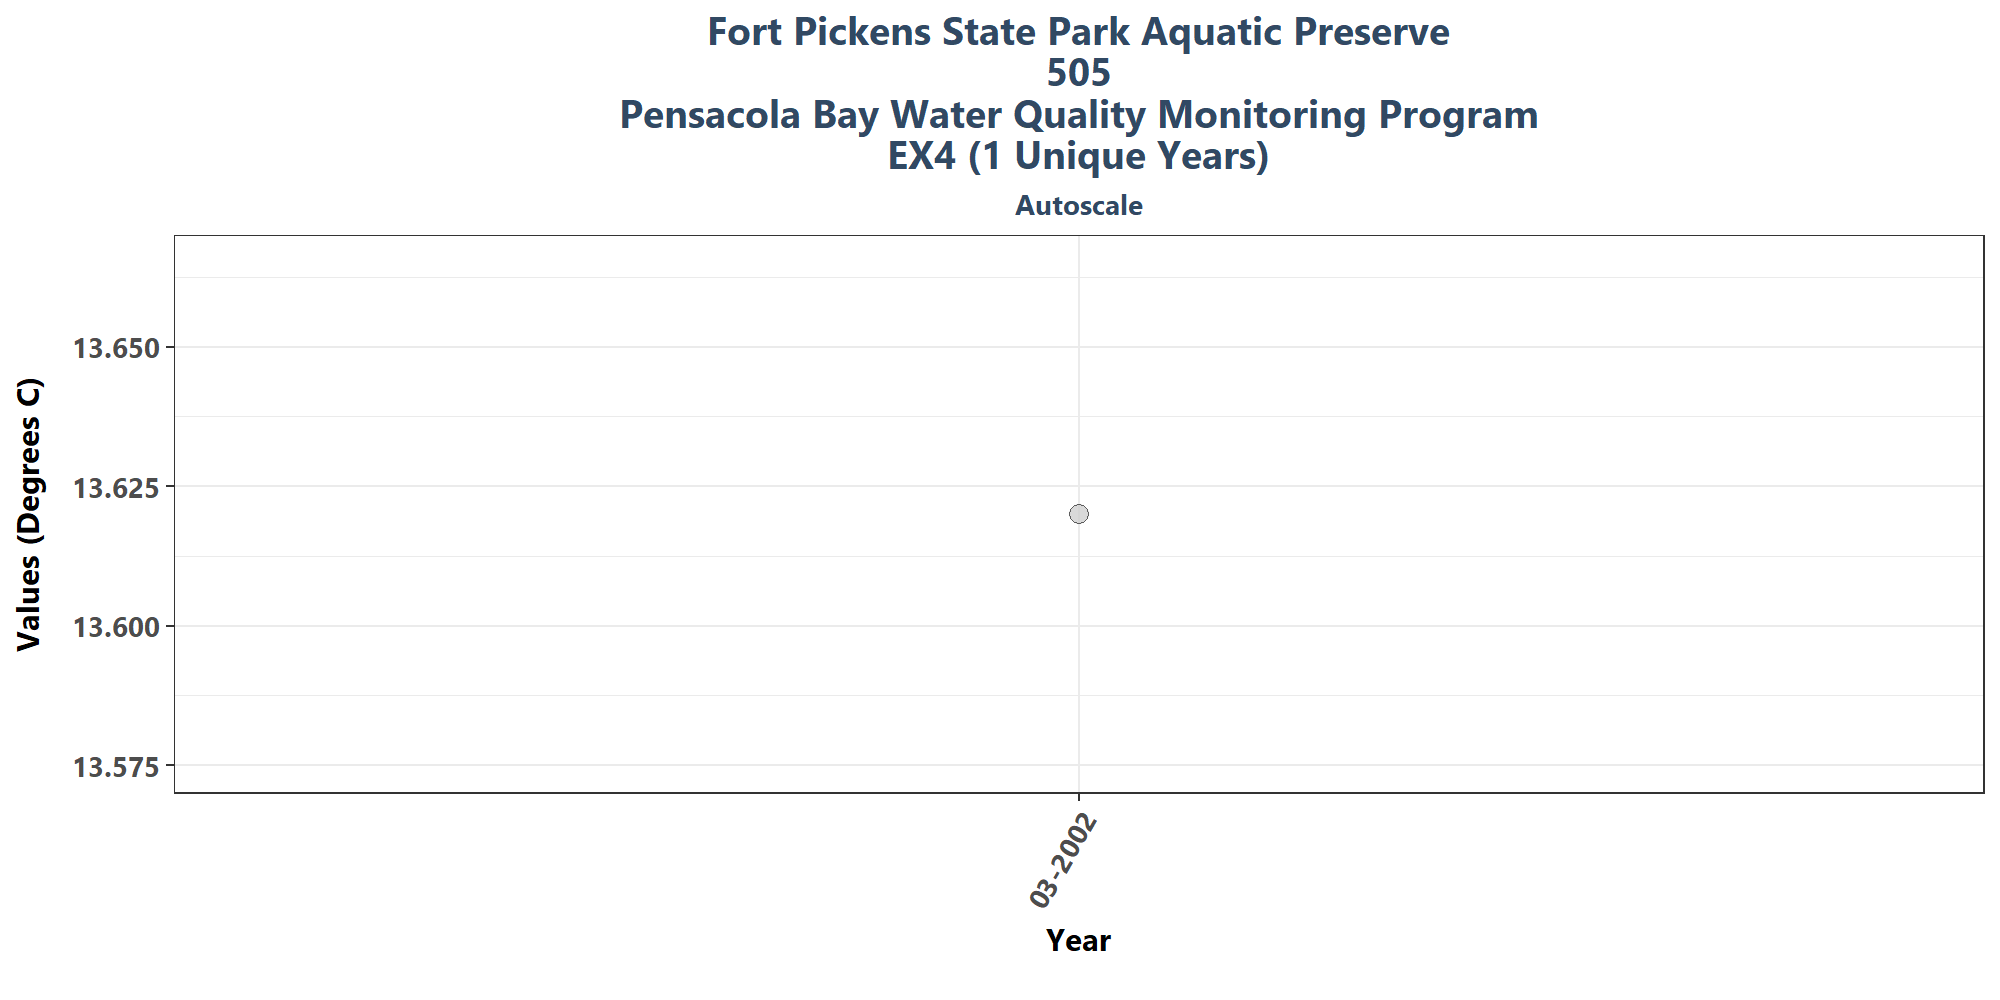 Fort Pickens State Park Aquatic Preserve
505
Pensacola Bay Water Quality Monitoring Program
EX4 (1 Unique Years)
Autoscale
Values (Degrees C)
13.650
13.625
13.600
13.575
03-2002
Year